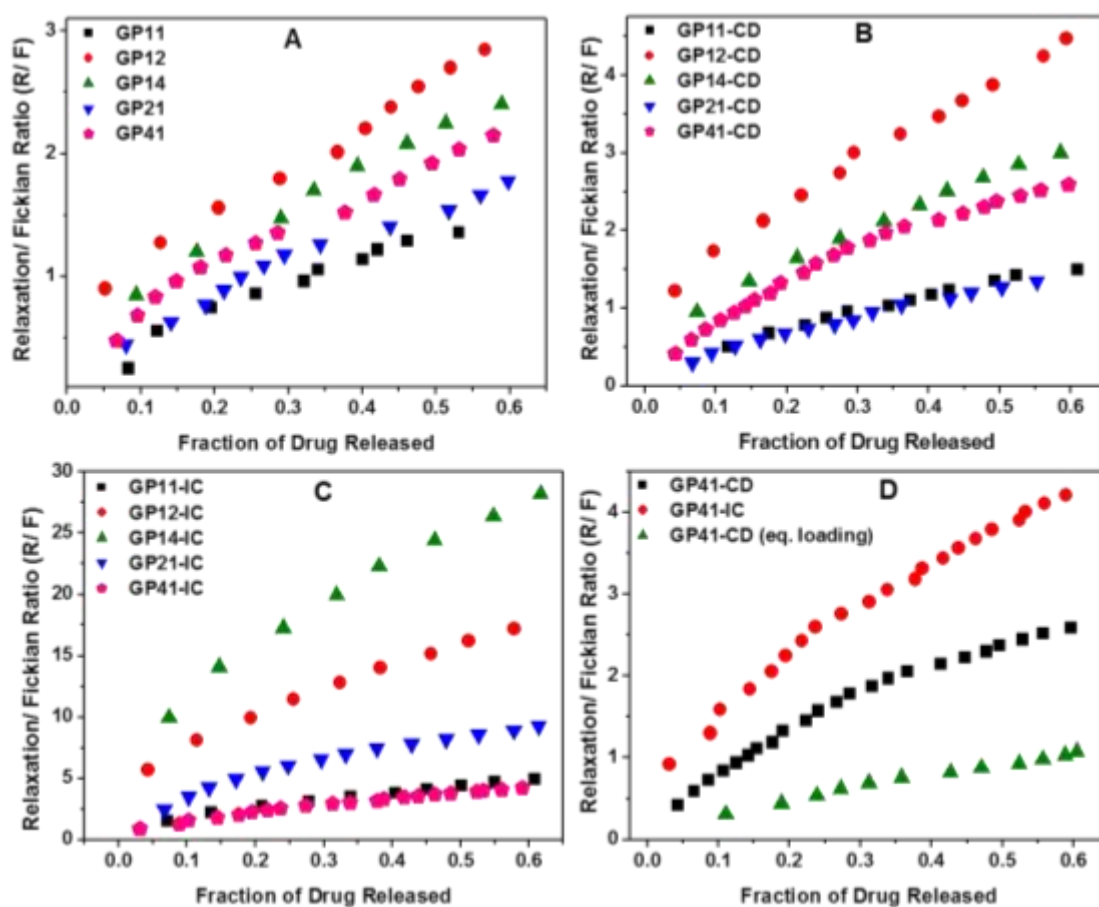 A
GP11
GP12
GP14
GP21
GP41
Relaxation/ Fickian Ratio (R/ F)
3
2
1
0.0 0.1 0.2 0.3 0.4 0.5 0.6
Fraction of Drug Released
B
GP11-CD
GP12-CD
GP14-CD
GP21-CD
GP41-CD
Relaxation/ Fickian Ratio (R/ F)
4
3
2
1
0
0.0 0.1 0.2 0.3 0.4 0.5 0.6
Fraction of Drug Released
C
GP11-IC
GP12-IC
GP14-IC
GP21-IC
GP41-IC
Relaxation/ Fickian Ratio (R/ F)
30
25
20
15
10
5
0
0.0 0.1 0.2 0.3 0.4 0.5 0.6
Fraction of Drug Released
D
GP41-CD
GP41-IC
GP41-CD (eq. loading)
Relaxation/ Fickian Ratio (R/ F)
4
3
2
1
0
0.0 0.1 0.2 0.3 0.4 0.5 0.6
Fraction of Drug Released